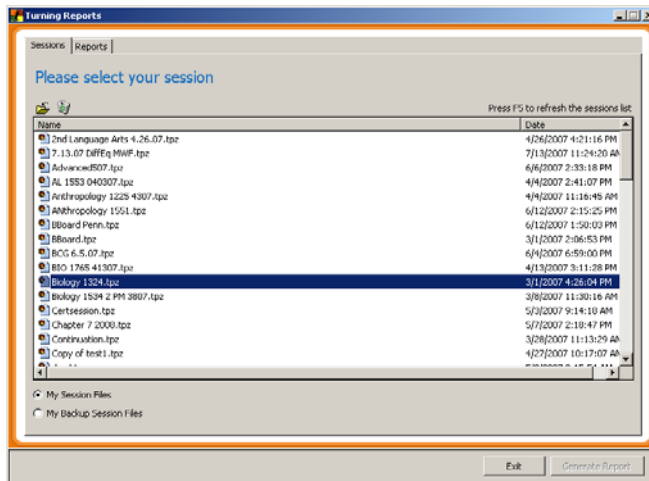 Turning Reports
Sessions Reports
Please select your session
Press F5 to refresh the sessions list
Name Date
2nd Language Arts 4.26.07.tpz 4/26/2007 4:21:16 PM
7.13.07 DiffEq MWF.tpz 7/13/2007 11:24:20 AM
Advanced507.tpz 6/6/2007 2:33:18 PM
AL 1553 040307.tpz 4/4/2007 2:41:07 PM
Anthropology 1225 4307.tpz 4/4/2007 11:16:45 AM
ANthropology 1551.tpz 6/12/2007 2:15:25 PM
BBoard Penn.tpz 6/12/2007 1:50:03 PM
BBoard.tpz 3/1/2007 2:06:53 PM
BCG 6.5.07.tpz 6/4/2007 6:59:00 PM
BIO 1765 41307.tpz 4/13/2007 3:11:28 PM
Biology 1324.tpz 3/1/2007 4:26:04 PM
Biology 1534 2 PM 3807.tpz 3/8/2007 11:30:16 AM
Certsession.tpz 5/3/2007 9:14:18 AM
Chapter 7 2008.tpz 5/7/2007 2:18:47 PM
Continuation.tpz 3/28/2007 11:13:29 AM
Copy of test1.tpz 4/27/2007 10:17:07 AM
My Session Files
My Backup Session Files
Exit Generate Report